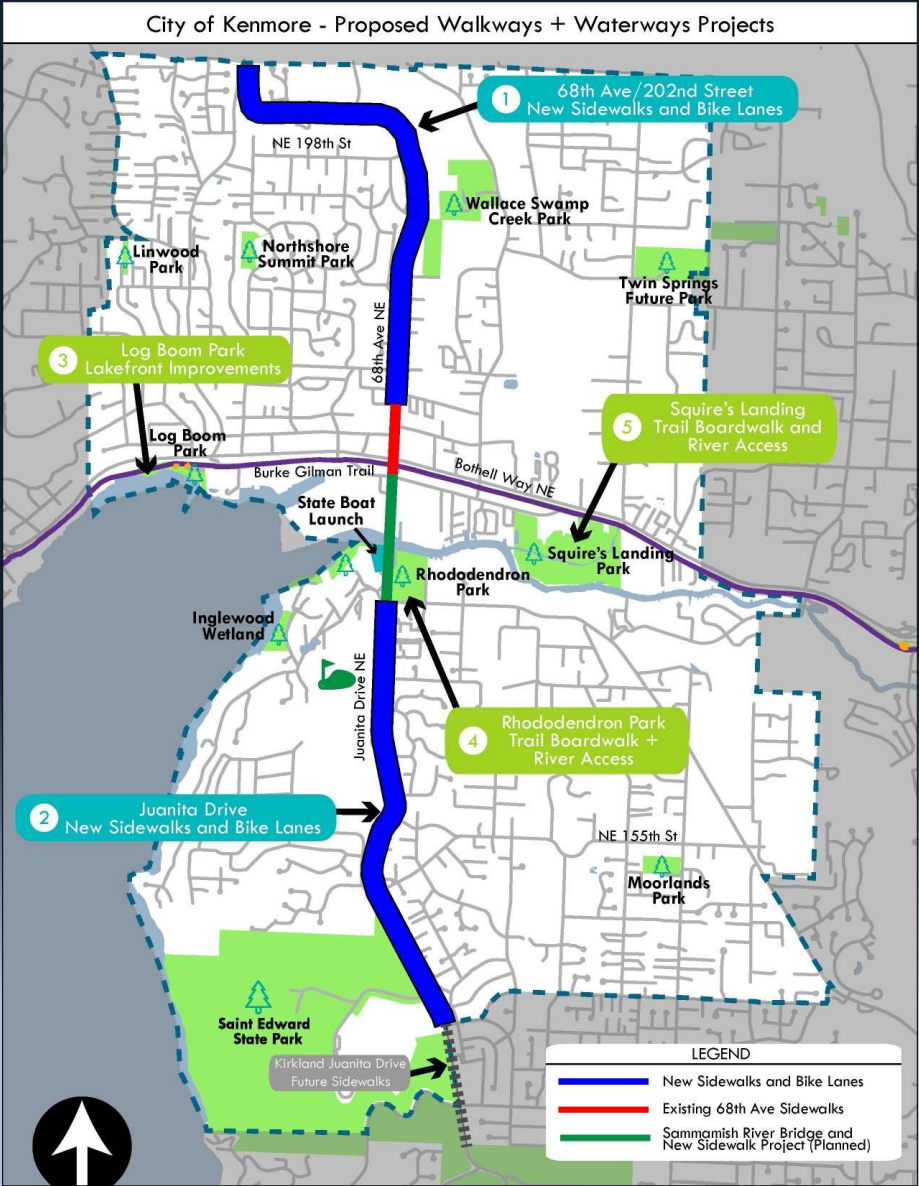 City of Kenmore - Proposed Walkways + Waterways Projects
1
68th Ave/202nd Street
New Sidewalks and Bike Lanes
NE 198th St
Wallace Swamp
Creek Park
Linwood
Park
Northshore
Summit Park
Twin Springs
Future Park
68th Ave NE
3
Log Boom Park
Lakefront Improvements
5
Squire's Landing
Trail Boardwalk and
River Access
Log Boom
Park
Burke Gilman Trail
Bothell Way NE
State Boat
Launch
Squire's Landing
Park
Rhododendron
Park
Inglewood
Wetland
Juanita Drive NE
4
Rhododendron Park
Trail Boardwalk +
River Access
2
Juanita Drive
New Sidewalks and Bike Lanes
NE 155th St
Moorlands
Park
Saint Edward
State Park
Kirkland Juanita Drive
Future Sidewalks
LEGEND
New Sidewalks and Bike Lanes
Existing 68th Ave Sidewalks
Sammamish River Bridge and
New Sidewalk Project (Planned)